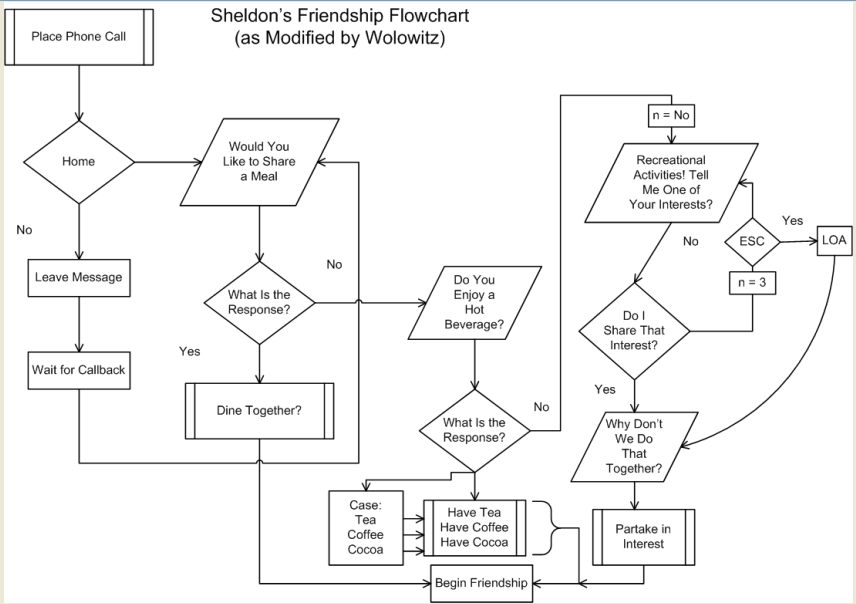 Sheldon's Friendship Flowchart
(as Modified by Wolowitz)
Place Phone Call
Home
No
Leave Message
Wait for Callback
Would You
Like to Share
a Meal
What Is the
Response?
No
Yes
Dine Together?
Do You
Enjoy a
Hot
Beverage?
What Is the
Response?
No
Case:
Tea
Coffee
Cocoa
Have Tea
Have Coffee
Have Cocoa
Begin Friendship
n = No
Recreational
Activities! Tell
Me One of
Your Interests?
No
ESC
Yes
LOA
n = 3
Do I
Share That
Interest?
Yes
Why Don't
We Do
That
Together?
Partake in
Interest